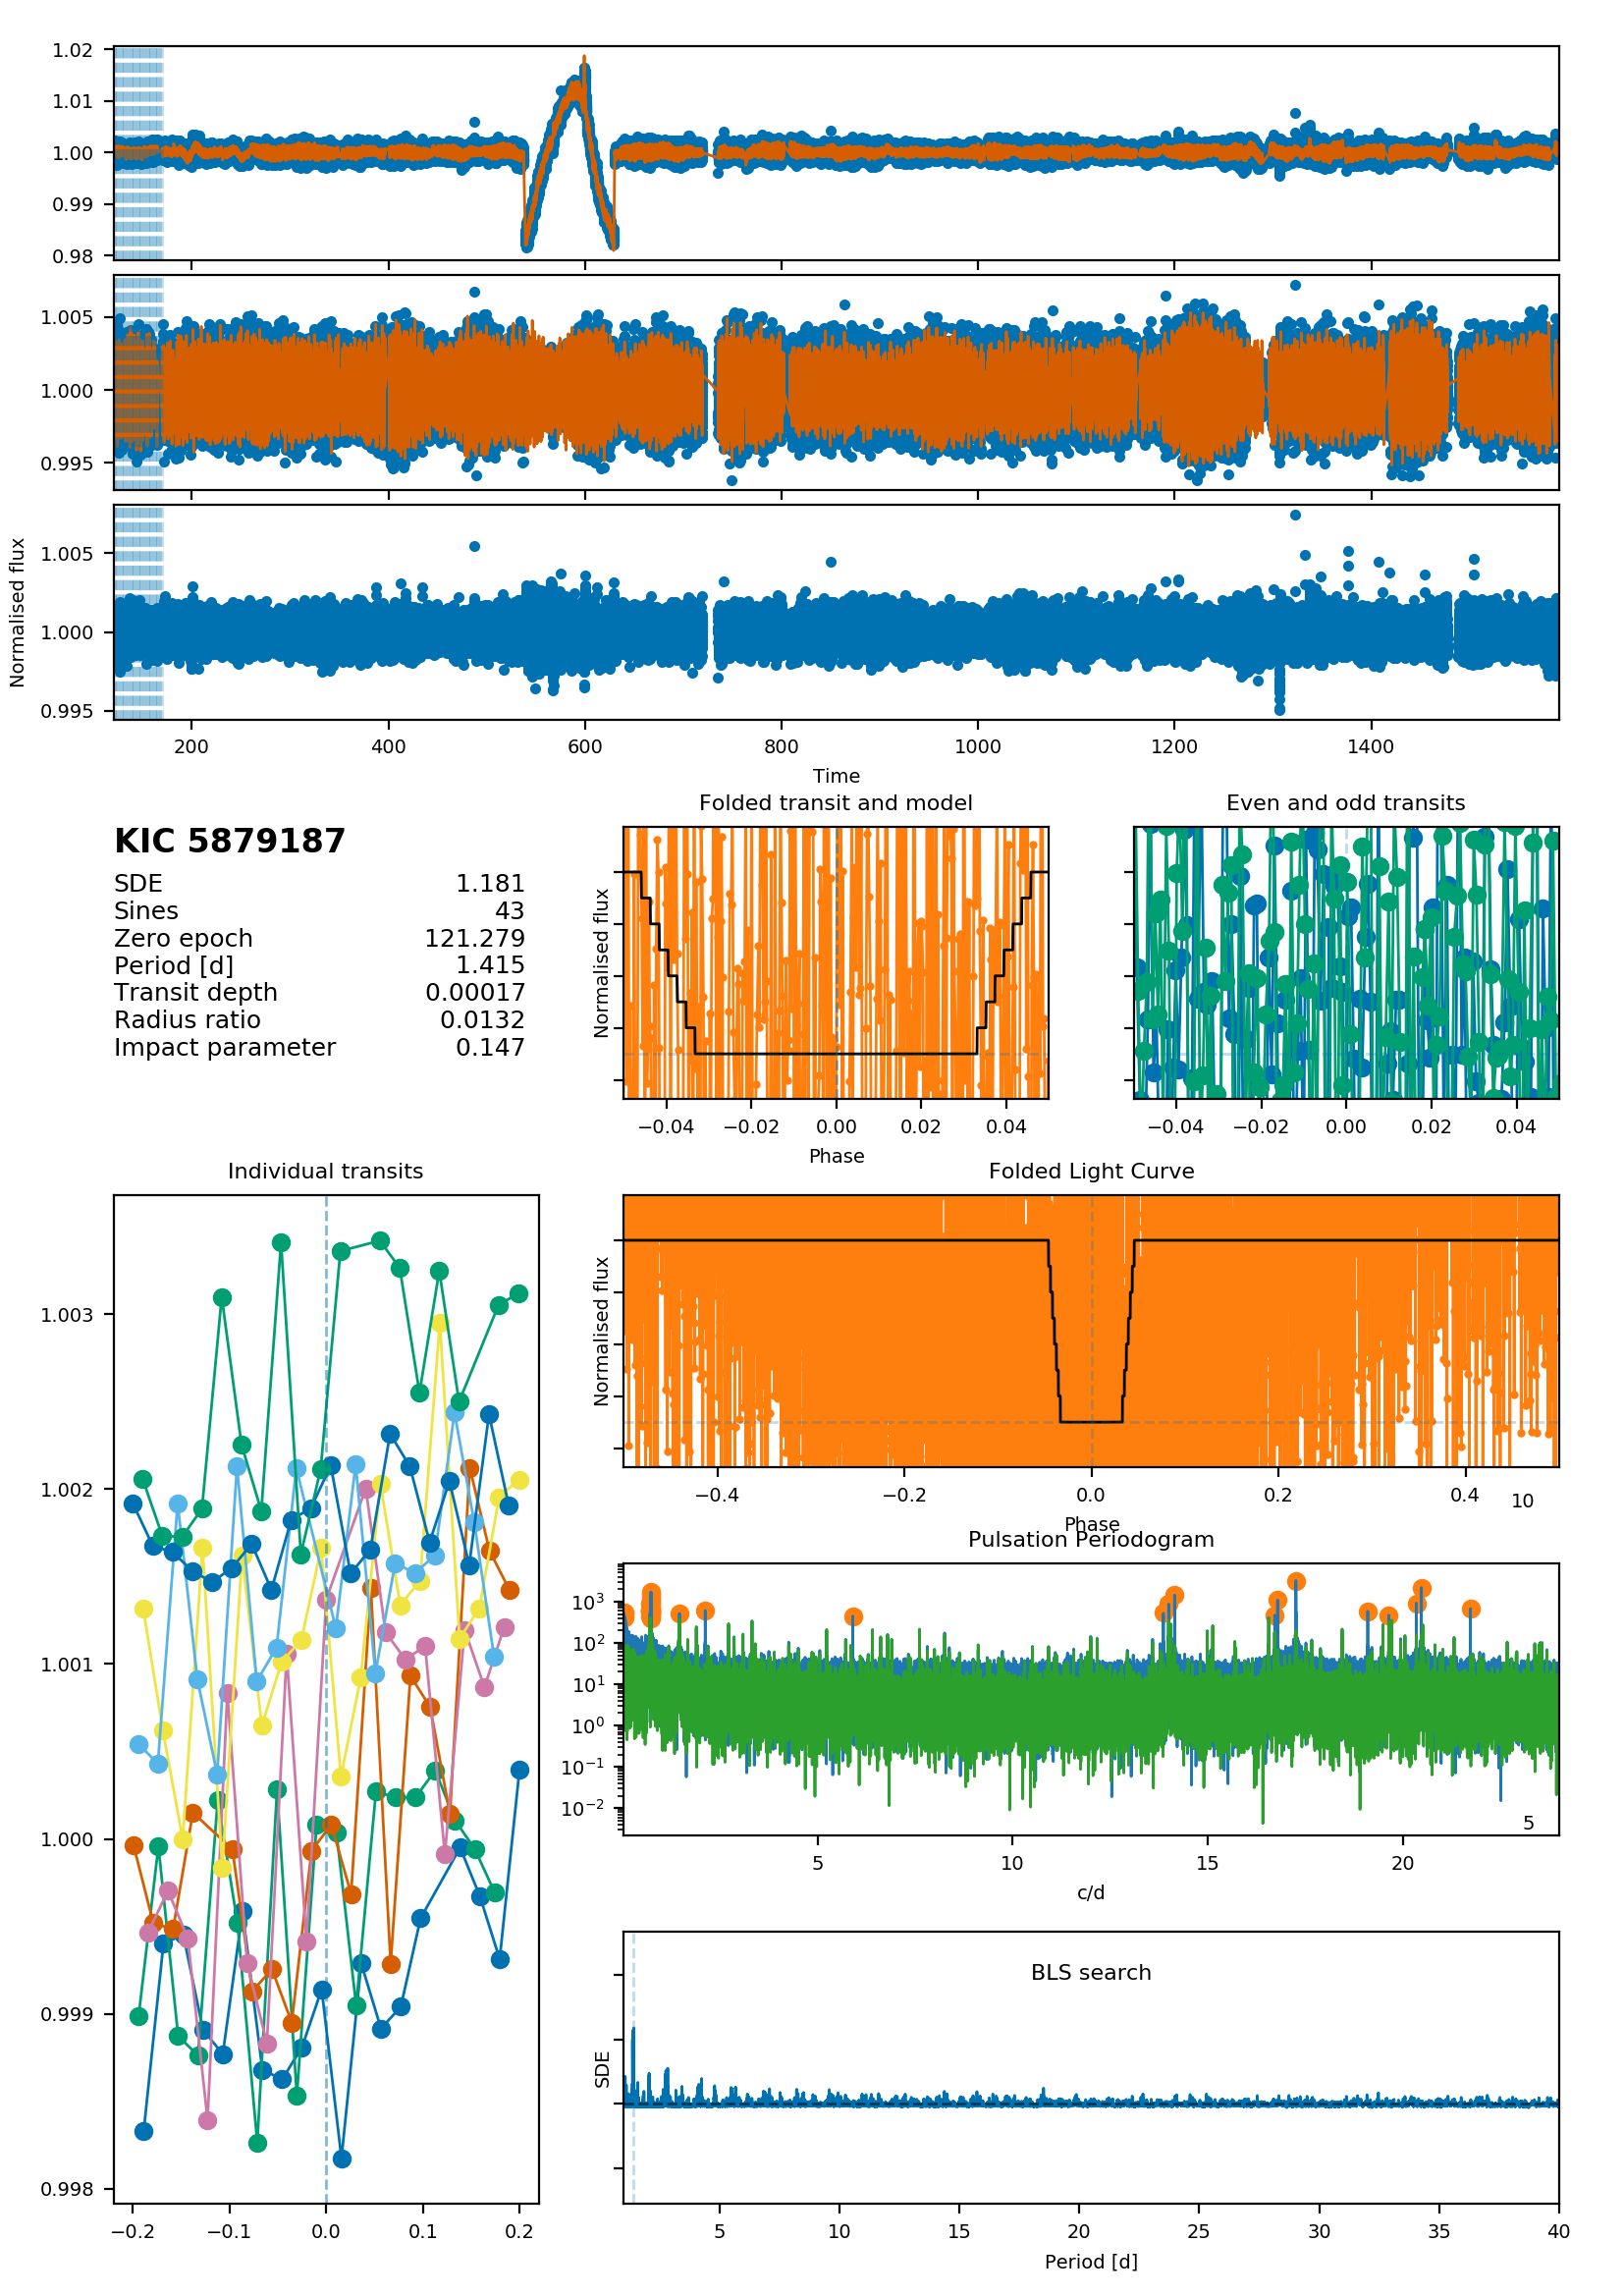 1.02
1.01
1.00
0.99
0.98
1.005
1.000
0.995
Normalised flux
1.005
1.000
0.995
200 400 600 800 1000 1200 1400
Time
KIC 5879187
SDE 1.181
Sines 43
Zero epoch 121.279
Period [d] 1.415
Transit depth 0.00017
Radius ratio 0.0132
Impact parameter 0.147
Folded transit and model
Normalised flux
−0.04 −0.02 0.00 0.02 0.04
Phase
Even and odd transits
−0.04 −0.02 0.00 0.02 0.04
Individual transits
1.003
1.002
1.001
1.000
0.999
0.998
−0.2 −0.1 0.0 0.1 0.2
Folded Light Curve
Normalised flux
−0.4 −0.2 0.0 0.2 0.4 10
Phase
Pulsation Periodogram
10³
10²
10¹
10⁰
10⁻¹
10⁻²
5
5 10 15 20
c/d
BLS search
SDE
5 10 15 20 25 30 35 40
Period [d]